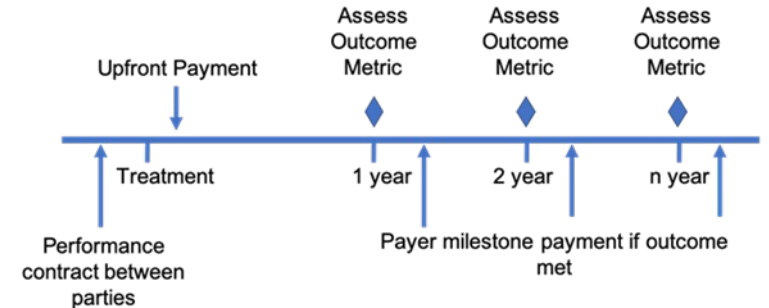 Assess
Outcome
Metric
Assess
Outcome
Metric
Assess
Outcome
Metric
Upfront Payment
Treatment
1 year
2 year
n year
Performance
contract between
parties
Payer milestone payment if outcome
met